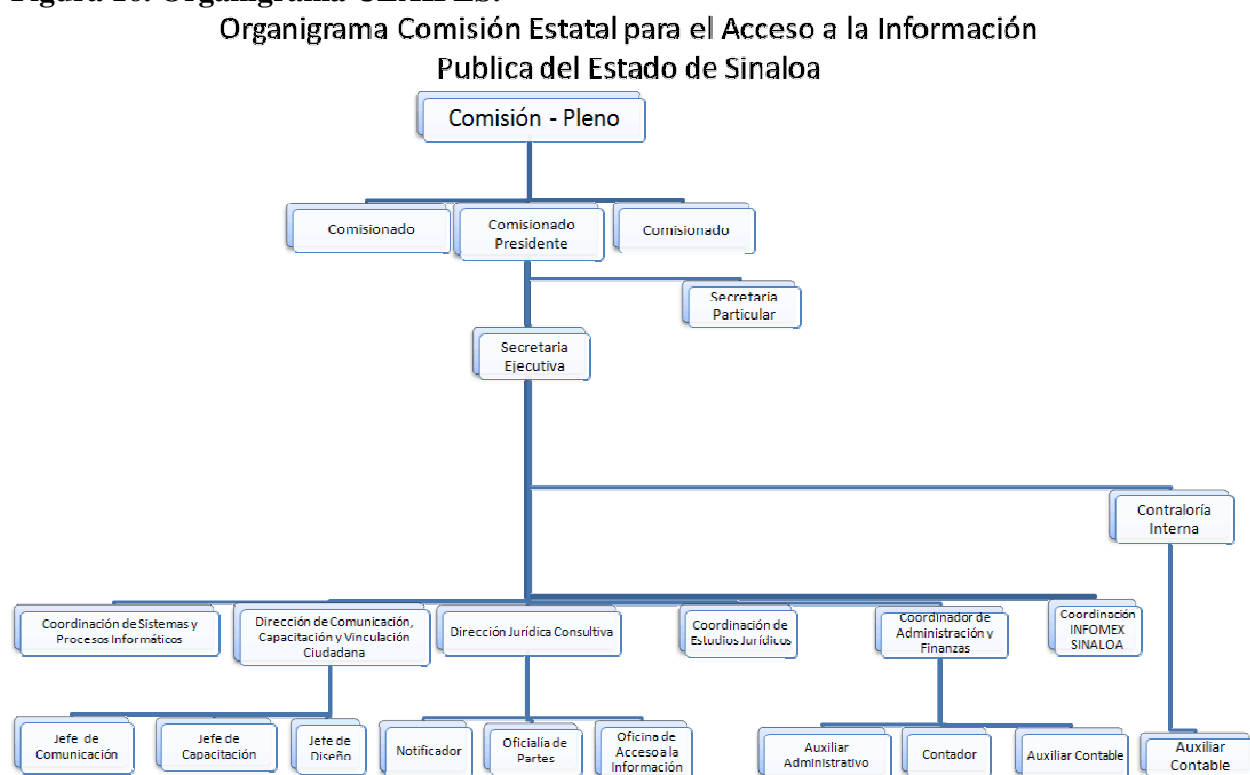 Organigrama Comisión Estatal para el Acceso a la Información
Publica del Estado de Sinaloa
Comisión - Pleno
Comisionado
Comisionado
Presidente
Comisionado
Secretaria
Particular
Secretaria
Ejecutiva
Contraloría
Interna
Coordinación de Sistemas y
Procesos Informáticos
Dirección de Comunicación,
Capacitación y Vinculación
Ciudadana
Dirección Jurídica Consultiva
Coordinación de
Estudios Jurídicos
Coordinador de
Administración y
Finanzas
Coordinación
INFOMEX
SINALOA
Jefe de
Comunicación
Jefe de
Capacitación
Jefe de
Diseño
Notificador
Oficialía de
Partes
Oficina de
Acceso a la
Información
Auxiliar
Administrativo
Contador
Auxiliar Contable
Auxiliar
Contable